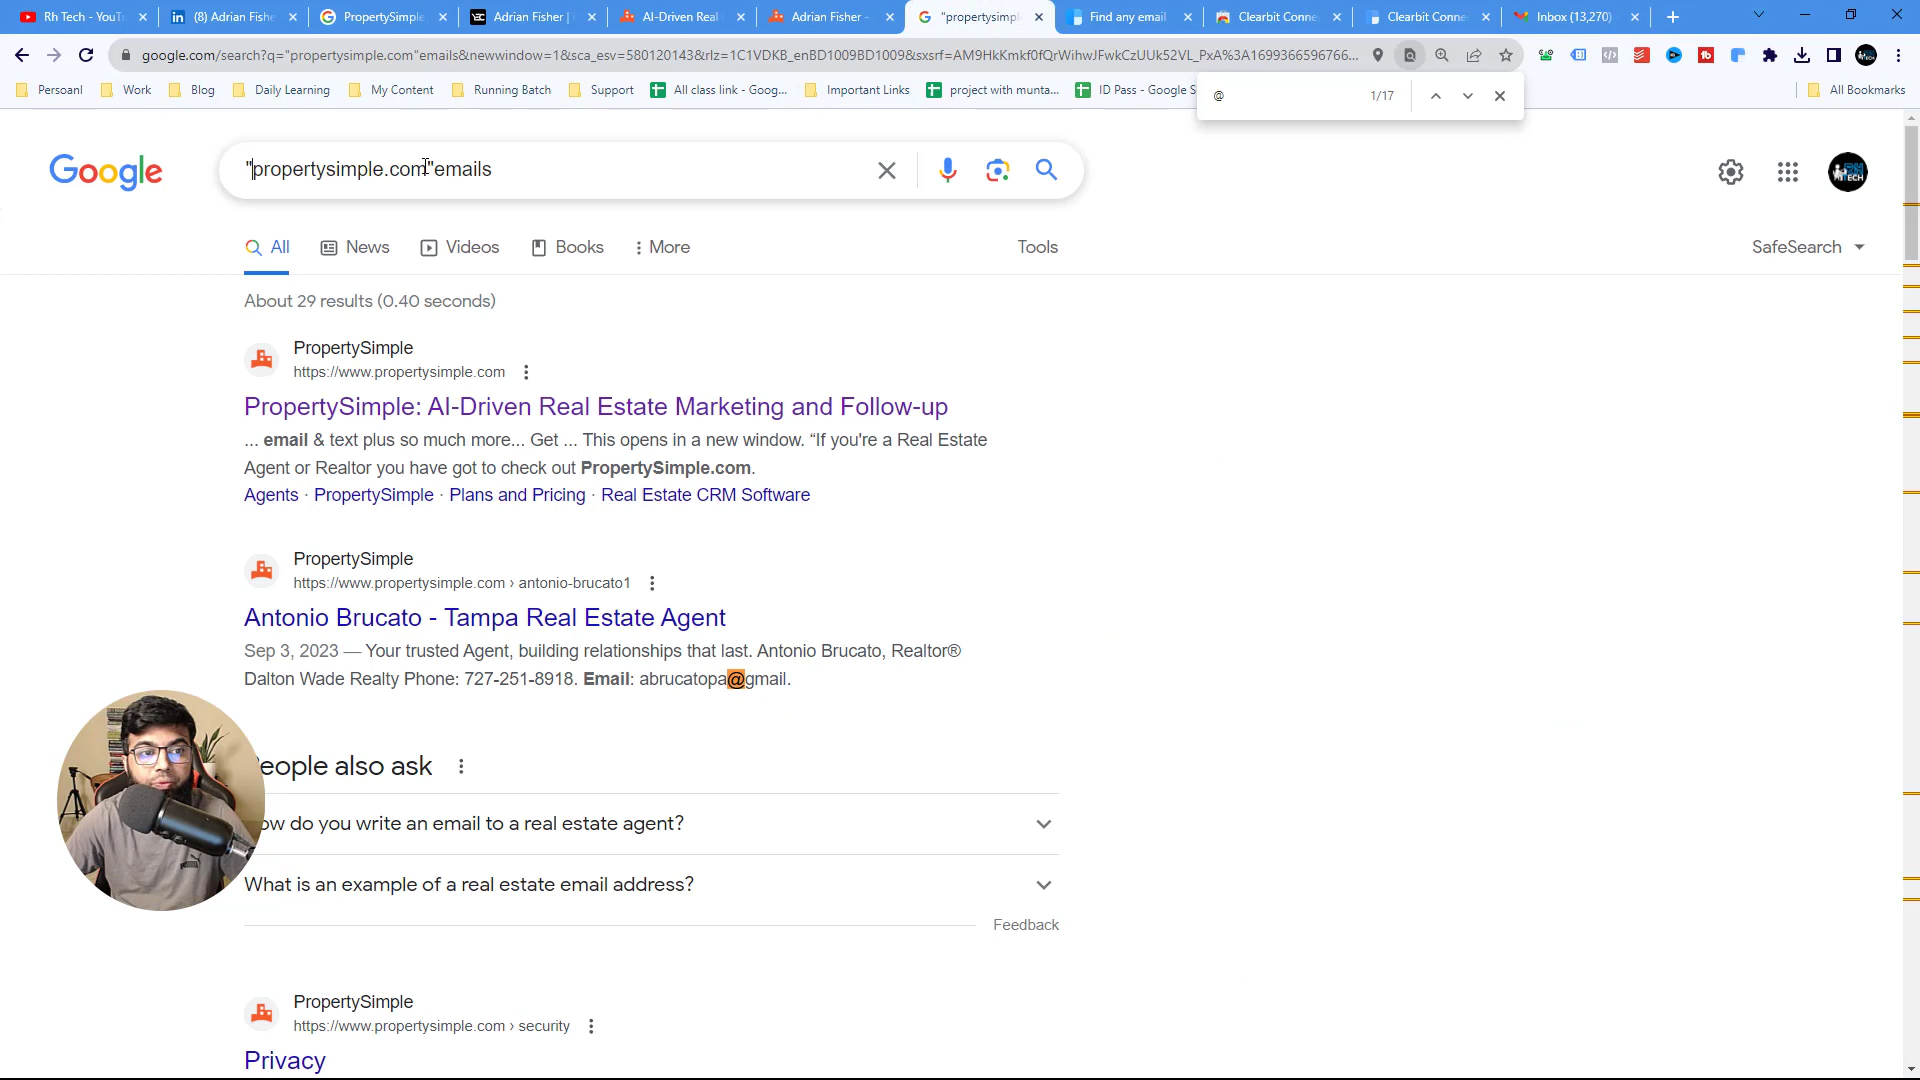 Rh Tech - YouT
(8) Adrian Fishe
PropertySimple
Adrian Fisher |
AI-Driven Real
Adrian Fisher -
"propertysimpl
Find any email
Clearbit Conne
Clearbit Conne
Inbox (13,270)
google.com/search?q="propertysimple.com"emails&newwindow=1&sca_esv=580120143&rlz=1C1VDKB_enBD1009BD1009&sxsrf=AM9HkKmkf0fQrWihwJFwkCzUUk52VL_PxA%3A1699366596766...
Persoanl
Work
Blog
Daily Learning
My Content
Running Batch
Support
All class link - Goog...
Important Links
project with munta...
ID Pass - Google S
All Bookmarks
@
1/17
Google
"propertysimple.com"emails
All
News
Videos
Books
More
Tools
SafeSearch
About 29 results (0.40 seconds)
PropertySimple
https://www.propertysimple.com
PropertySimple: AI-Driven Real Estate Marketing and Follow-up
... email & text plus so much more... Get ... This opens in a new window. “If you're a Real Estate
Agent or Realtor you have got to check out PropertySimple.com.
Agents · PropertySimple · Plans and Pricing · Real Estate CRM Software
PropertySimple
https://www.propertysimple.com › antonio-brucato1
Antonio Brucato - Tampa Real Estate Agent
Sep 3, 2023 — Your trusted Agent, building relationships that last. Antonio Brucato, Realtor®
Dalton Wade Realty Phone: 727-251-8918. Email: abrucatopa@gmail.
eople also ask
ow do you write an email to a real estate agent?
What is an example of a real estate email address?
Feedback
PropertySimple
https://www.propertysimple.com › security
Privacy